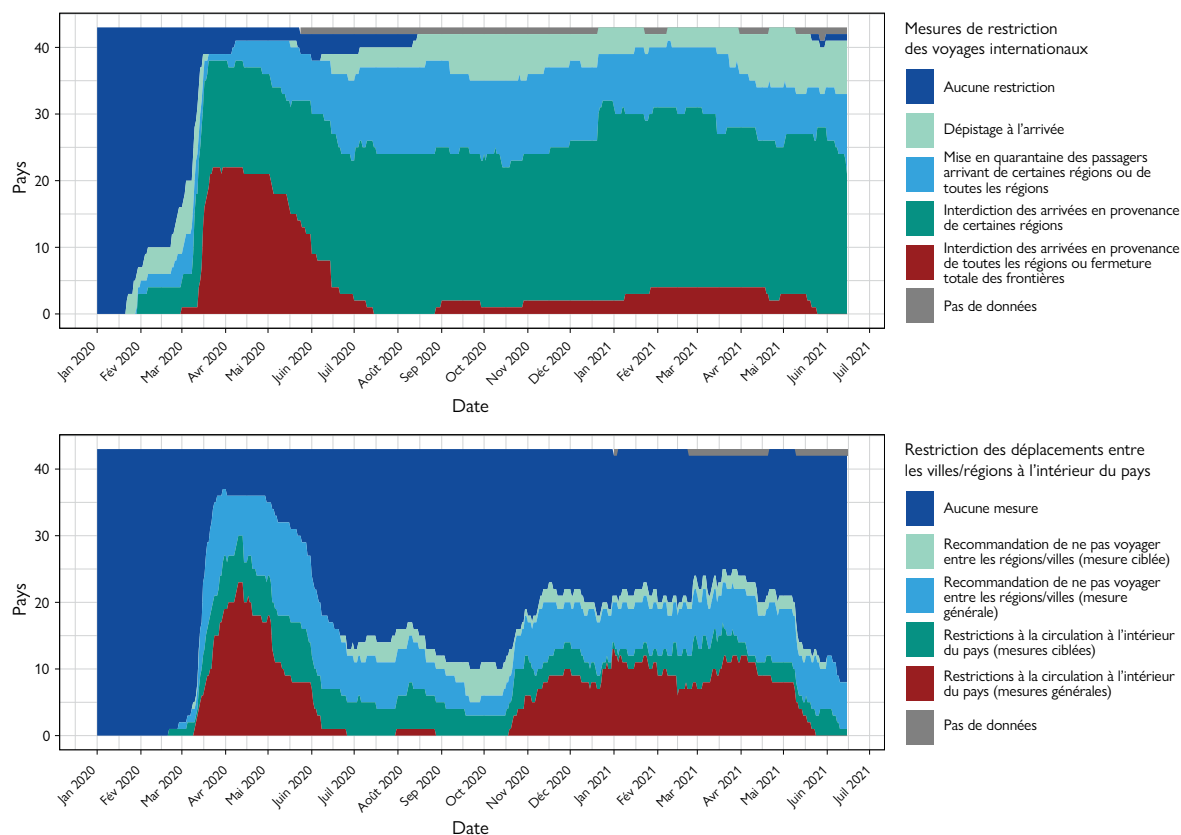 Mesures de restriction
des voyages internationaux
Aucune restriction
Dépistage à l'arrivée
Mise en quarantaine des passagers
arrivant de certaines régions ou de
toutes les régions
Interdiction des arrivées en provenance
de certaines régions
Interdiction des arrivées en provenance
de toutes les régions ou fermeture
totale des frontières
Pas de données
Pays
40
30
20
10
0
Jan 2020
Fév 2020
Mar 2020
Avr 2020
Mai 2020
Juin 2020
Juil 2020
Août 2020
Sep 2020
Oct 2020
Nov 2020
Déc 2020
Jan 2021
Fév 2021
Mar 2021
Avr 2021
Mai 2021
Juin 2021
Juil 2021
Date
Restriction des déplacements entre
les villes/régions à l'intérieur du pays
Aucune mesure
Recommandation de ne pas voyager
entre les régions/villes (mesure ciblée)
Recommandation de ne pas voyager
entre les régions/villes (mesure
générale)
Restrictions à la circulation à l'intérieur
du pays (mesures ciblées)
Restrictions à la circulation à l'intérieur
du pays (mesures générales)
Pas de données
Pays
40
30
20
10
0
Jan 2020
Fév 2020
Mar 2020
Avr 2020
Mai 2020
Juin 2020
Juil 2020
Août 2020
Sep 2020
Oct 2020
Nov 2020
Déc 2020
Jan 2021
Fév 2021
Mar 2021
Avr 2021
Mai 2021
Juin 2021
Juil 2021
Date